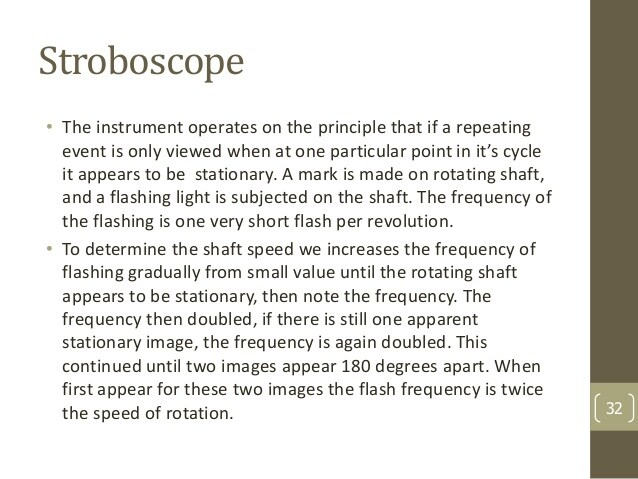 Stroboscope
• The instrument operates on the principle that if a repeating
event is only viewed when at one particular point in it’s cycle
it appears to be  stationary. A mark is made on rotating shaft,
and a flashing light is subjected on the shaft. The frequency of
the flashing is one very short flash per revolution.
• To determine the shaft speed we increases the frequency of
flashing gradually from small value until the rotating shaft
appears to be stationary, then note the frequency. The
frequency then doubled, if there is still one apparent
stationary image, the frequency is again doubled. This
continued until two images appear 180 degrees apart. When
first appear for these two images the flash frequency is twice
the speed of rotation.
32